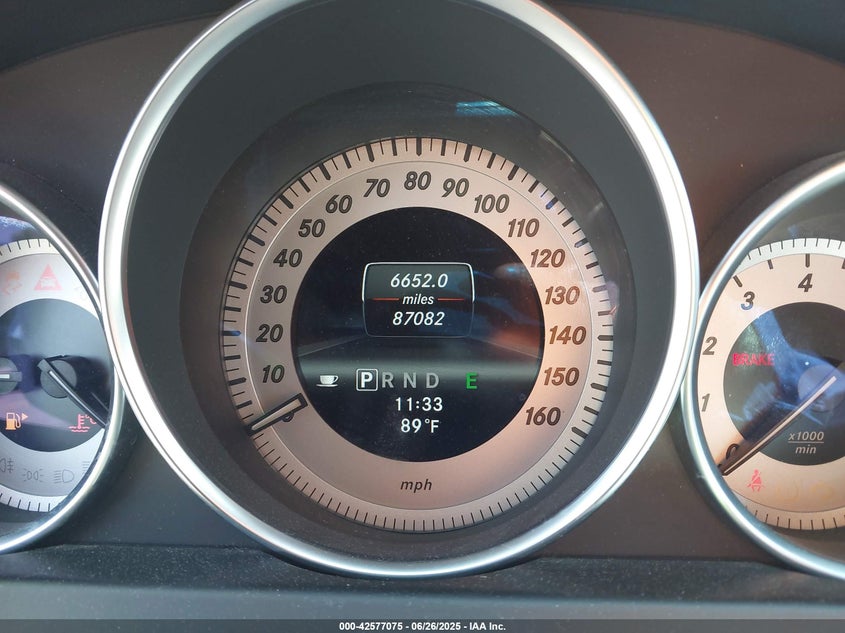 80
70 90
60 100
50 110
40 120
30 130
20 140
10 150
0 160
6652.0
miles
87082
P R N D E
11:33
89°F
mph
4
3
2
1
0
BRAKE
x1000
min
000-42577075 - 06/26/2025 - IAA Inc.